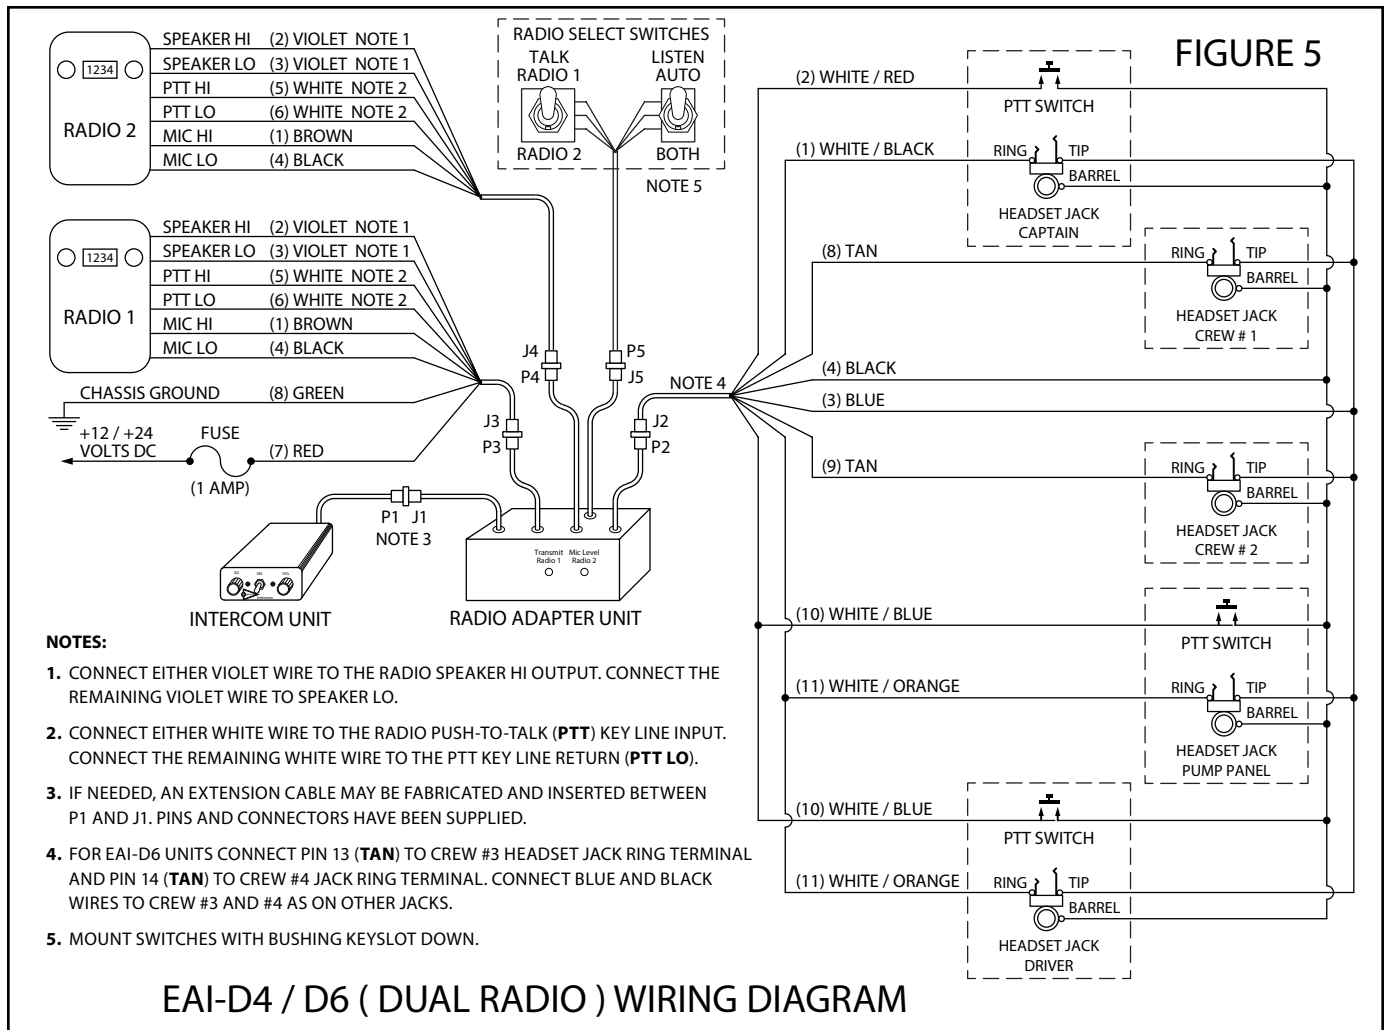 FIGURE 5
SPEAKER HI (2) VIOLET NOTE 1
SPEAKER LO (3) VIOLET NOTE 1
PTT HI (5) WHITE NOTE 2
PTT LO (6) WHITE NOTE 2
MIC HI (1) BROWN
MIC LO (4) BLACK
1234
RADIO 2
SPEAKER HI (2) VIOLET NOTE 1
SPEAKER LO (3) VIOLET NOTE 1
PTT HI (5) WHITE NOTE 2
PTT LO (6) WHITE NOTE 2
MIC HI (1) BROWN
MIC LO (4) BLACK
1234
RADIO 1
CHASSIS GROUND (8) GREEN
+12 / +24
VOLTS DC
FUSE
(1 AMP)
(7) RED
RADIO SELECT SWITCHES
TALK
RADIO 1
RADIO 2
LISTEN
AUTO
BOTH
NOTE 5
J4
P4
P5
J5
J3
P3
J2
P2
NOTE 4
P1 J1
NOTE 3
SQ ON VOL
Intercom
INTERCOM UNIT
Transmit Mic Level
Radio 1 Radio 2
RADIO ADAPTER UNIT
(2) WHITE / RED
PTT SWITCH
(1) WHITE / BLACK
RING TIP
BARREL
HEADSET JACK
CAPTAIN
(8) TAN
RING TIP
BARREL
HEADSET JACK
CREW # 1
(4) BLACK
(3) BLUE
(9) TAN
RING TIP
BARREL
HEADSET JACK
CREW # 2
(10) WHITE / BLUE
PTT SWITCH
(11) WHITE / ORANGE
RING TIP
BARREL
HEADSET JACK
PUMP PANEL
(10) WHITE / BLUE
PTT SWITCH
(11) WHITE / ORANGE
RING TIP
BARREL
HEADSET JACK
DRIVER
NOTES:
1. CONNECT EITHER VIOLET WIRE TO THE RADIO SPEAKER HI OUTPUT. CONNECT THE
REMAINING VIOLET WIRE TO SPEAKER LO.
2. CONNECT EITHER WHITE WIRE TO THE RADIO PUSH-TO-TALK (PTT) KEY LINE INPUT.
CONNECT THE REMAINING WHITE WIRE TO THE PTT KEY LINE RETURN (PTT LO).
3. IF NEEDED, AN EXTENSION CABLE MAY BE FABRICATED AND INSERTED BETWEEN
P1 AND J1. PINS AND CONNECTORS HAVE BEEN SUPPLIED.
4. FOR EAI-D6 UNITS CONNECT PIN 13 (TAN) TO CREW #3 HEADSET JACK RING TERMINAL
AND PIN 14 (TAN) TO CREW #4 JACK RING TERMINAL. CONNECT BLUE AND BLACK
WIRES TO CREW #3 AND #4 AS ON OTHER JACKS.
5. MOUNT SWITCHES WITH BUSHING KEYSLOT DOWN.
EAI-D4 / D6 ( DUAL RADIO ) WIRING DIAGRAM